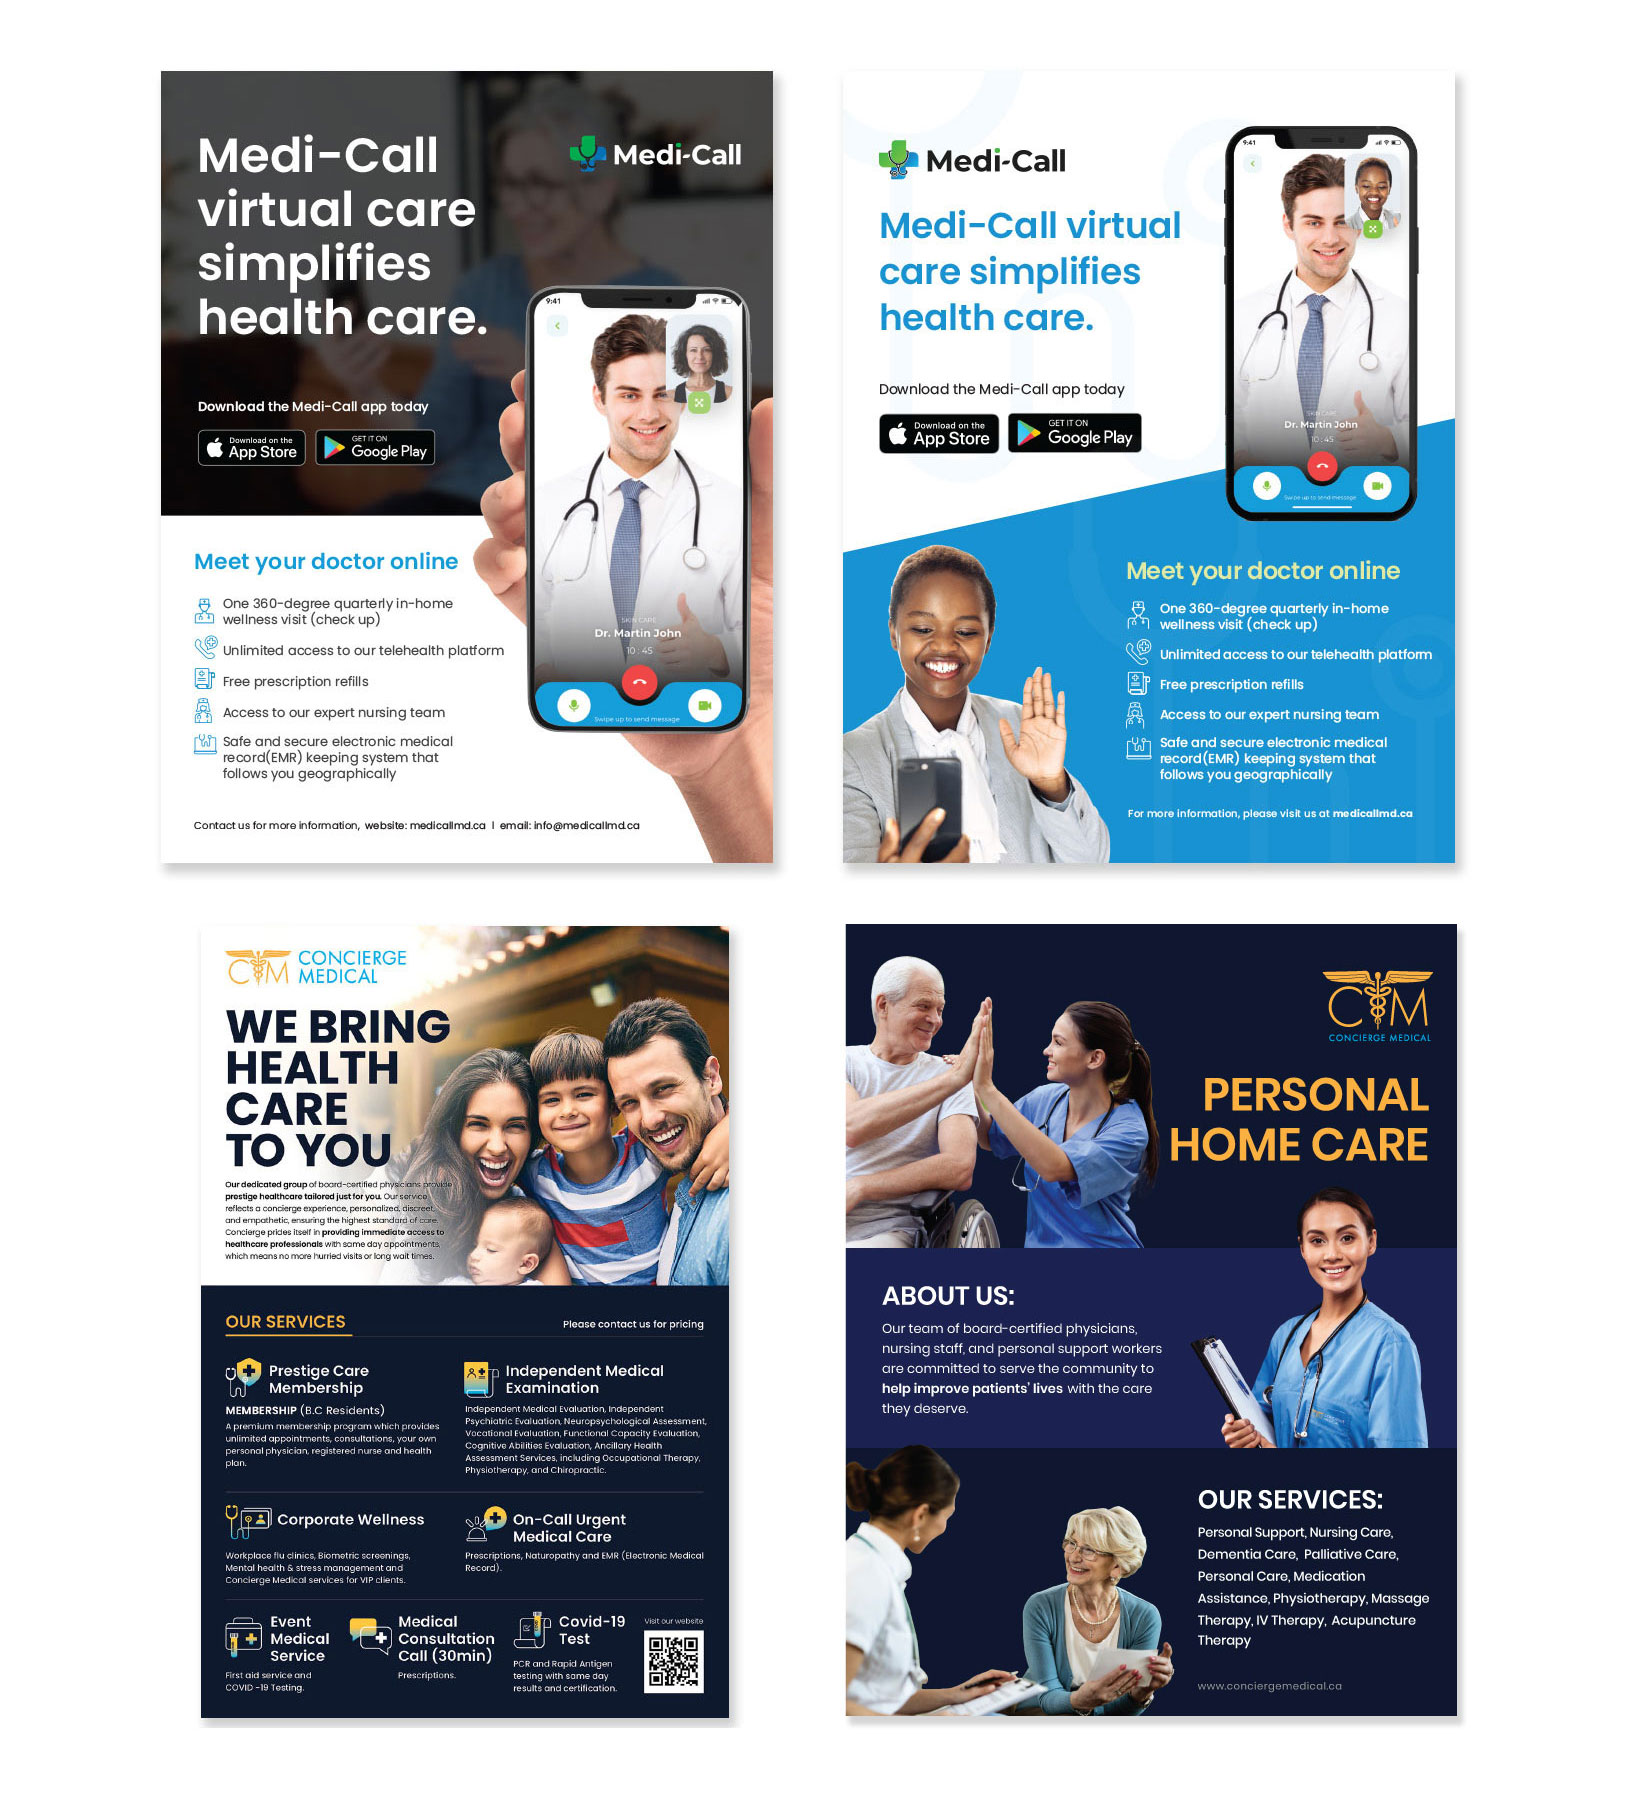 Medi-Call
virtual care
simplifies
health care.
Medi-Call
Download the Medi-Call app today
Download on the
App Store
GET IT ON
Google Play
9:41
SKIN CARE
Dr. Martin John
10 : 45
Swipe up to send message
Meet your doctor online
One 360-degree quarterly in-home
wellness visit (check up)
Unlimited access to our telehealth platform
Free prescription refills
Access to our expert nursing team
Safe and secure electronic medical
record(EMR) keeping system that
follows you geographically
Contact us for more information, website: medicallmd.ca I email: info@medicallmd.ca
Medi-Call
Medi-Call virtual
care simplifies
health care.
Download the Medi-Call app today
Download on the
App Store
GET IT ON
Google Play
9:41
SKIN CARE
Dr. Martin John
10 : 45
Swipe up to send message
Meet your doctor online
One 360-degree quarterly in-home
wellness visit (check up)
Unlimited access to our telehealth platform
Free prescription refills
Access to our expert nursing team
Safe and secure electronic medical
record(EMR) keeping system that
follows you geographically
For more information, please visit us at medicallmd.ca
CM CONCIERGE
MEDICAL
WE BRING
HEALTH
CARE
TO YOU
Our dedicated group of board-certified physicians provide
prestige healthcare tailored just for you. Our service
reflects a concierge experience, personalized, discreet,
and empathetic, ensuring the highest standard of care.
Concierge prides itself in providing immediate access to
healthcare professionals with same day appointments,
which means no more hurried visits or long wait times.
OUR SERVICES
Please contact us for pricing
Prestige Care
Membership
MEMBERSHIP (B.C Residents)
A premium membership program which provides
unlimited appointments, consultations, your own
personal physician, registered nurse and health
plan.
Independent Medical
Examination
Independent Medical Evaluation, Independent
Psychiatric Evaluation, Neuropsychological Assessment,
Vocational Evaluation, Functional Capacity Evaluation,
Cognitive Abilities Evaluation, Ancillary Health
Assessment Services, including Occupational Therapy,
Physiotherapy, and Chiropractic.
Corporate Wellness
Workplace flu clinics, Biometric screenings,
Mental health & stress management and
Concierge Medical services for VIP clients.
On-Call Urgent
Medical Care
Prescriptions, Naturopathy and EMR (Electronic Medical
Record).
Event
Medical
Service
First aid service and
COVID -19 Testing.
Medical
Consultation
Call (30min)
Prescriptions.
Covid-19
Test
PCR and Rapid Antigen
testing with same day
results and certification.
Visit our website
CM
CONCIERGE MEDICAL
PERSONAL
HOME CARE
ABOUT US:
Our team of board-certified physicians,
nursing staff, and personal support workers
are committed to serve the community to
help improve patients' lives with the care
they deserve.
OUR SERVICES:
Personal Support, Nursing Care,
Dementia Care, Palliative Care,
Personal Care, Medication
Assistance, Physiotherapy, Massage
Therapy, IV Therapy, Acupuncture
Therapy
www.conciergemedical.ca